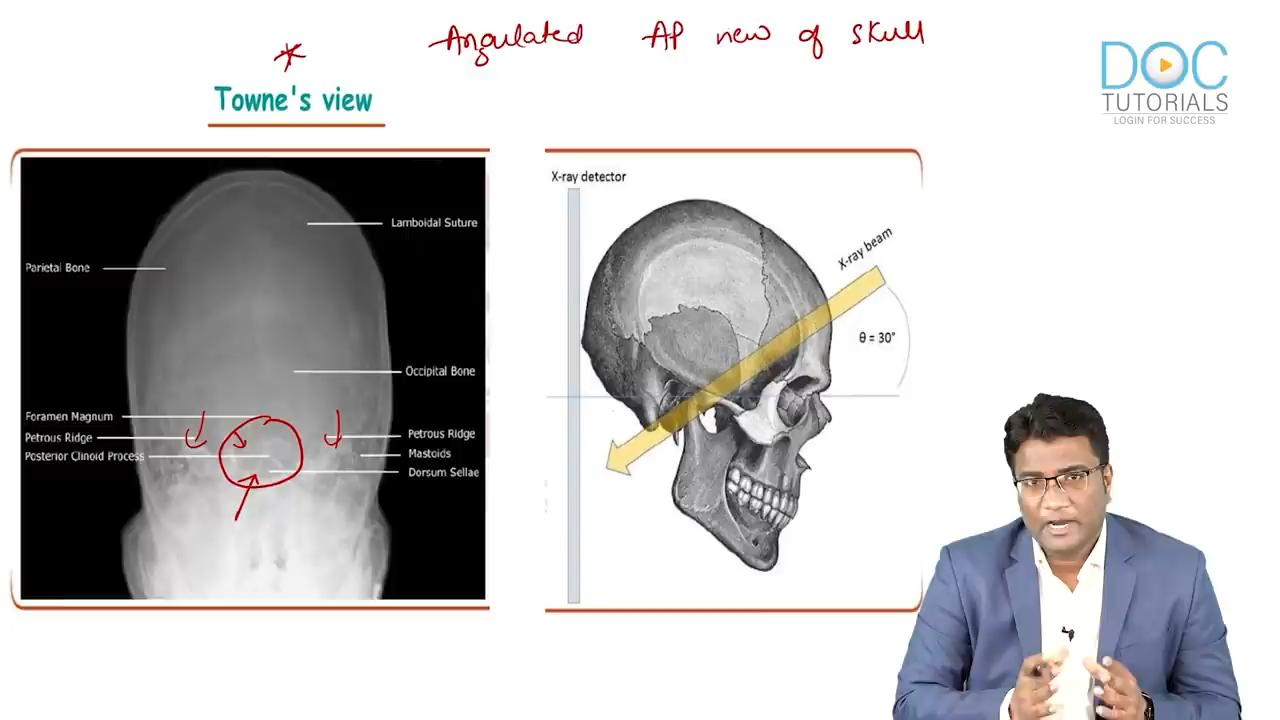 Angulated AP view of skull
*
Towne's view
DOC
TUTORIALS
LOGIN FOR SUCCESS
Lamboidal Suture
Parietal Bone
Occipital Bone
Foramen Magnum
Petrous Ridge
Posterior Clinoid Process
Petrous Ridge
Mastoids
Dorsum Sellae
X-ray detector
X-ray beam
θ = 30°